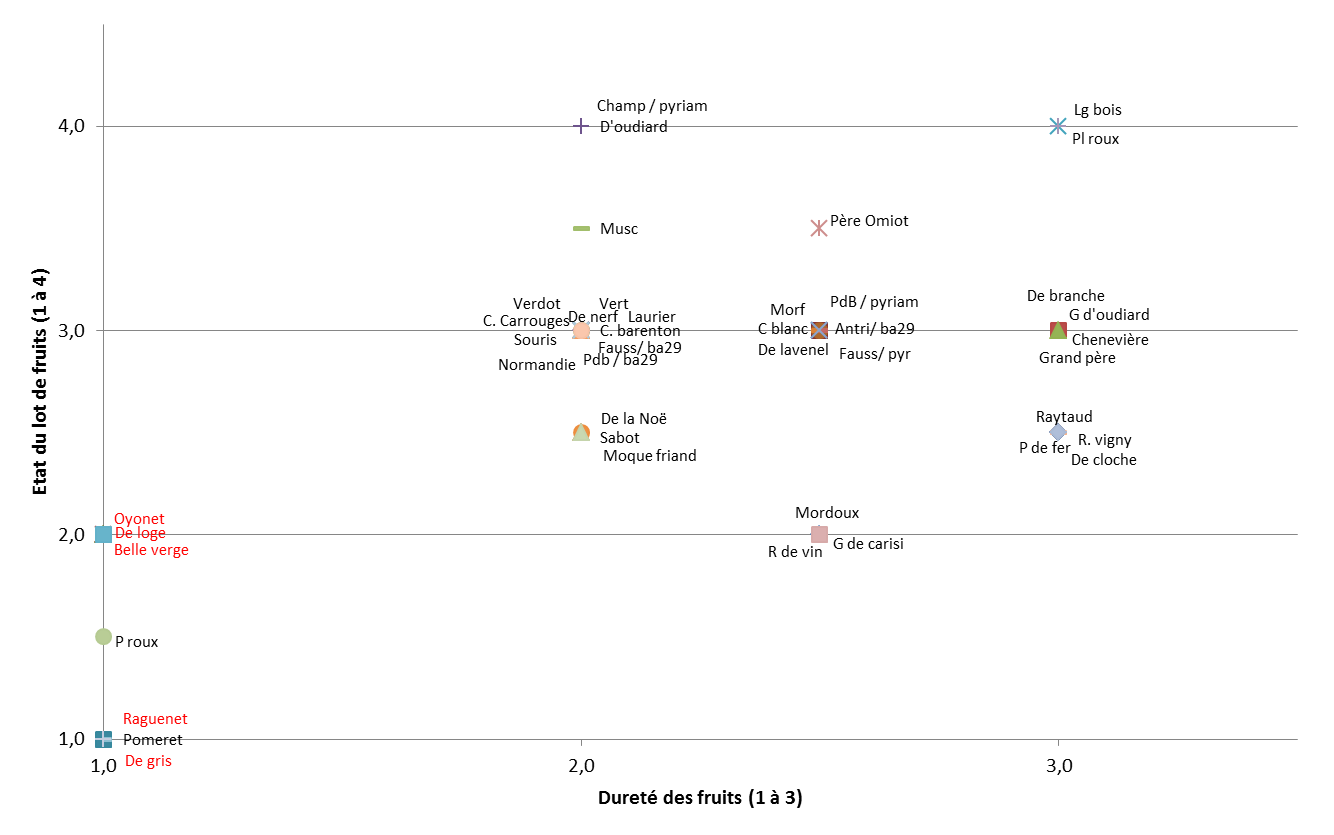 Champ / pyriam
D'oudiard
Lg bois
Pl roux
4,0
Musc
Père Omiot
Verdot
Vert
C. Carrouges
De nerf
Laurier
Souris
C. barenton
Fauss/ ba29
Normandie
Pdb / ba29
Morf
PdB / pyriam
C blanc
Antri/ ba29
De lavenel
Fauss/ pyr
De branche
G d'oudiard
Chenevière
Grand père
3,0
De la Noë
Sabot
Moque friand
Raytaud
P de fer
R. vigny
De cloche
Oyonet
De loge
Belle verge
2,0
Mordoux
R de vin
G de carisi
P roux
Raguenet
Pomeret
De gris
1,0
1,0
2,0
3,0
Dureté des fruits (1 à 3)
Etat du lot de fruits (1 à 4)